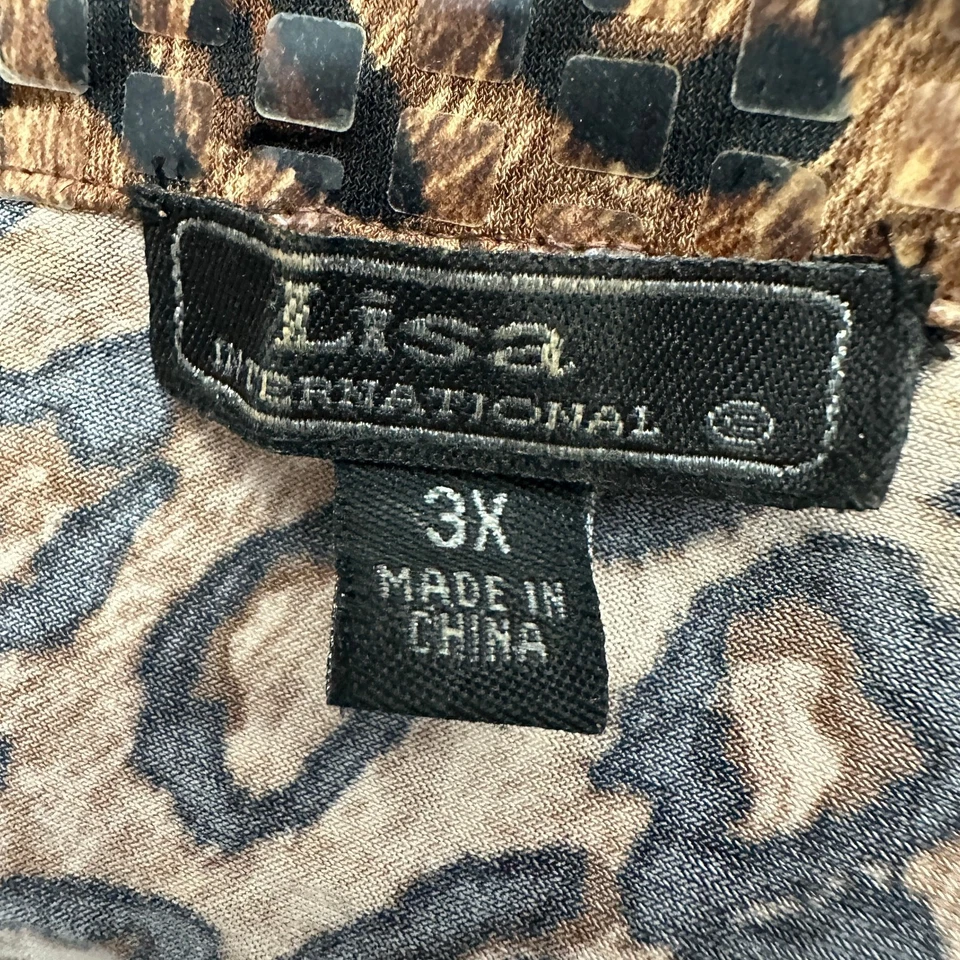 Lisa
INTERNATIONAL ®
3X
MADE IN
CHINA